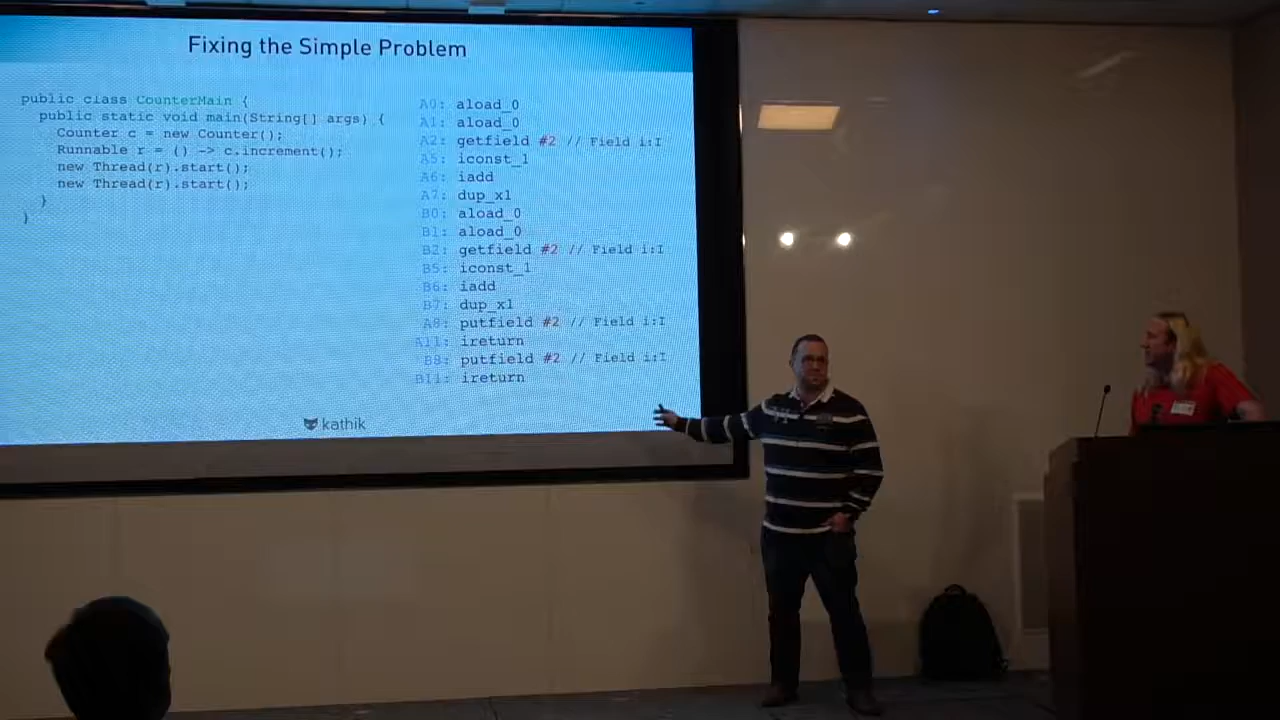 Fixing the Simple Problem
public class CounterMain {
public static void main(String[] args) {
Counter c = new Counter();
Runnable r = () -> c.increment();
new Thread(r).start();
new Thread(r).start();
}
}
A0: aload_0
A1: aload_0
A2: getfield #2 // Field i:I
A5: iconst_1
A6: iadd
A7: dup_x1
B0: aload_0
B1: aload_0
B2: getfield #2 // Field i:I
B5: iconst_1
B6: iadd
B7: dup_x1
A8: putfield #2 // Field i:I
A11: ireturn
B8: putfield #2 // Field i:I
B11: ireturn
kathik